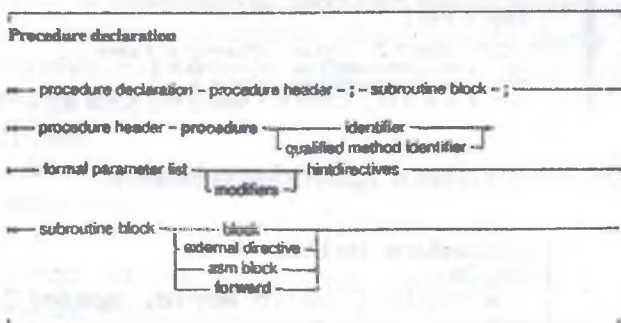 Procedure declaration
procedure declaration – procedure header – ; – subroutine block – ;
procedure header – procedure identifier
qualified method identifier
formal parameter list hintdirectives
modifiers
subroutine block block
external directive
asm block
forward